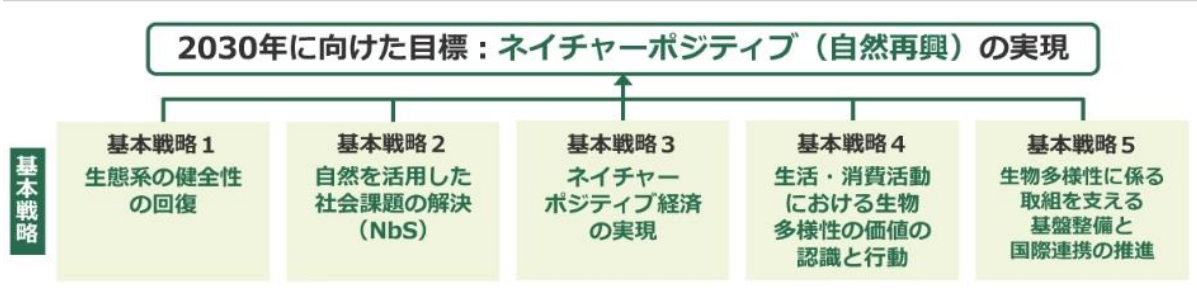 2030年に向けた目標：ネイチャーポジティブ（自然再興）の実現
基本戦略
基本戦略１
生態系の健全性
の回復
基本戦略２
自然を活用した
社会課題の解決
（NbS）
基本戦略３
ネイチャー
ポジティブ経済
の実現
基本戦略４
生活・消費活動
における生物
多様性の価値の
認識と行動
基本戦略５
生物多様性に係る
取組を支える
基盤整備と
国際連携の推進